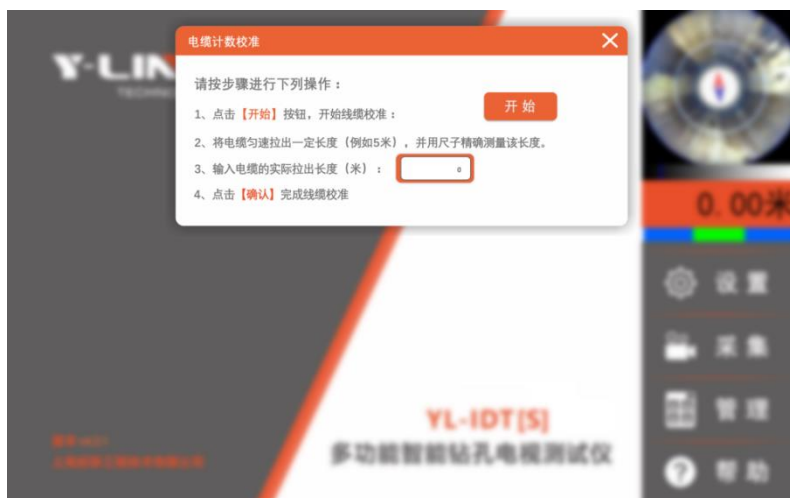 Y-LIN
电缆计数校准
请按步骤进行下列操作：
1、点击【开始】按钮，开始线缆校准：
开始
2、将电缆匀速拉出一定长度（例如5米），并用尺子精确测量该长度。
3、输入电缆的实际拉出长度（米）：
0
4、点击【确认】完成线缆校准
0.00米
设置
采集
管理
帮助
YL-IDT[S]
多功能智能钻孔电视测试仪